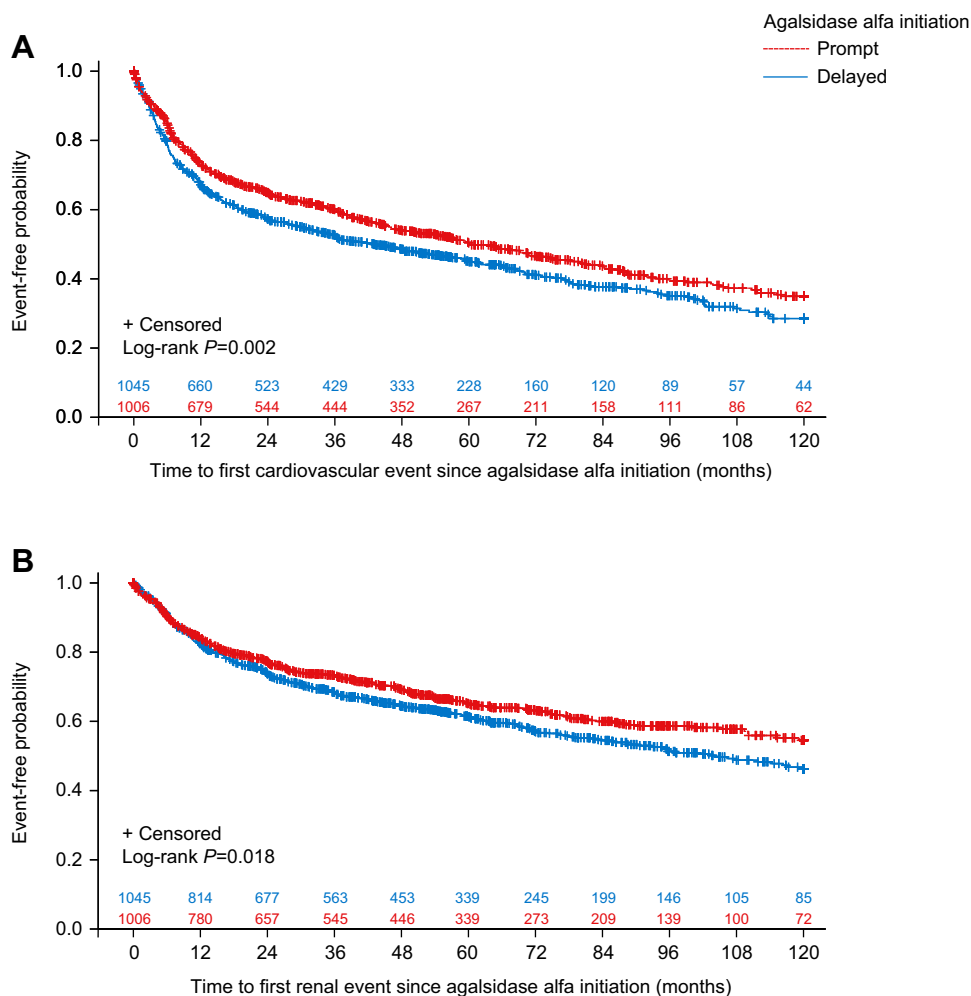 Agalsidase alfa initiation
Prompt
Delayed
A
Event-free probability
1.0
0.8
0.6
0.4
0.2
0.0
+ Censored
Log-rank P=0.002
1045 660 523 429 333 228 160 120 89 57 44
1006 679 544 444 352 267 211 158 111 86 62
0 12 24 36 48 60 72 84 96 108 120
Time to first cardiovascular event since agalsidase alfa initiation (months)
B
Event-free probability
1.0
0.8
0.6
0.4
0.2
0.0
+ Censored
Log-rank P=0.018
1045 814 677 563 453 339 245 199 146 105 85
1006 780 657 545 446 339 273 209 139 100 72
0 12 24 36 48 60 72 84 96 108 120
Time to first renal event since agalsidase alfa initiation (months)